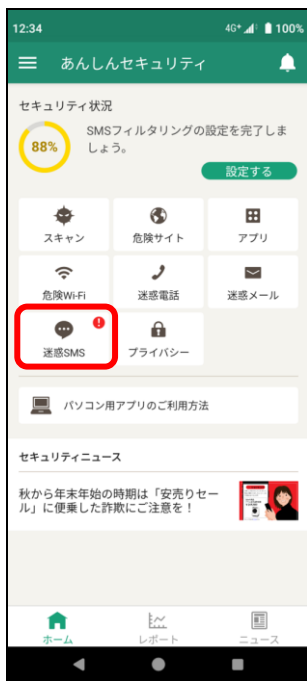 12:34
4G+ 100%
あんしんセキュリティ
セキュリティ状況
88%
SMSフィルタリングの設定を完了しま
しょう。
設定する
スキャン
危険サイト
アプリ
危険Wi-Fi
迷惑電話
迷惑メール
迷惑SMS
プライバシー
パソコン用アプリのご利用方法
セキュリティニュース
秋から年末年始の時期は「安売りセー
ル」に便乗した詐欺にご注意を！
ホーム
レポート
ニュース